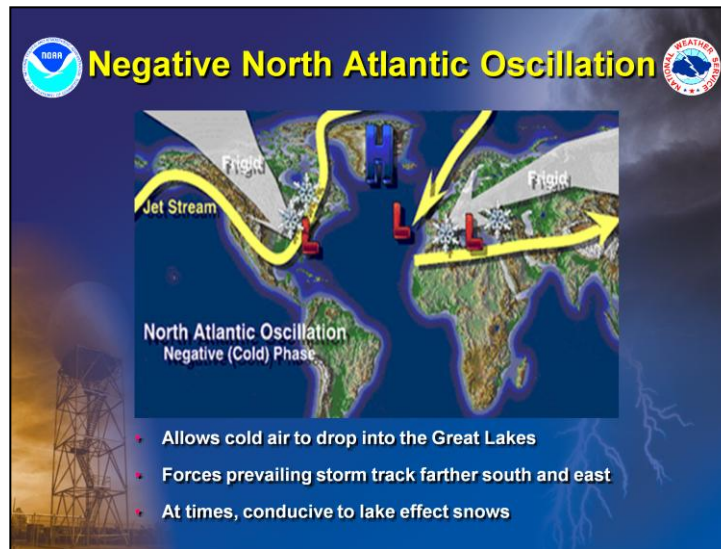 NOAA
Negative North Atlantic Oscillation
NATIONAL WEATHER SERVICE
Frigid
H
Frigid
Jet Stream
L
L
L
North Atlantic Oscillation
Negative (Cold) Phase
• Allows cold air to drop into the Great Lakes
• Forces prevailing storm track farther south and east
• At times, conducive to lake effect snows